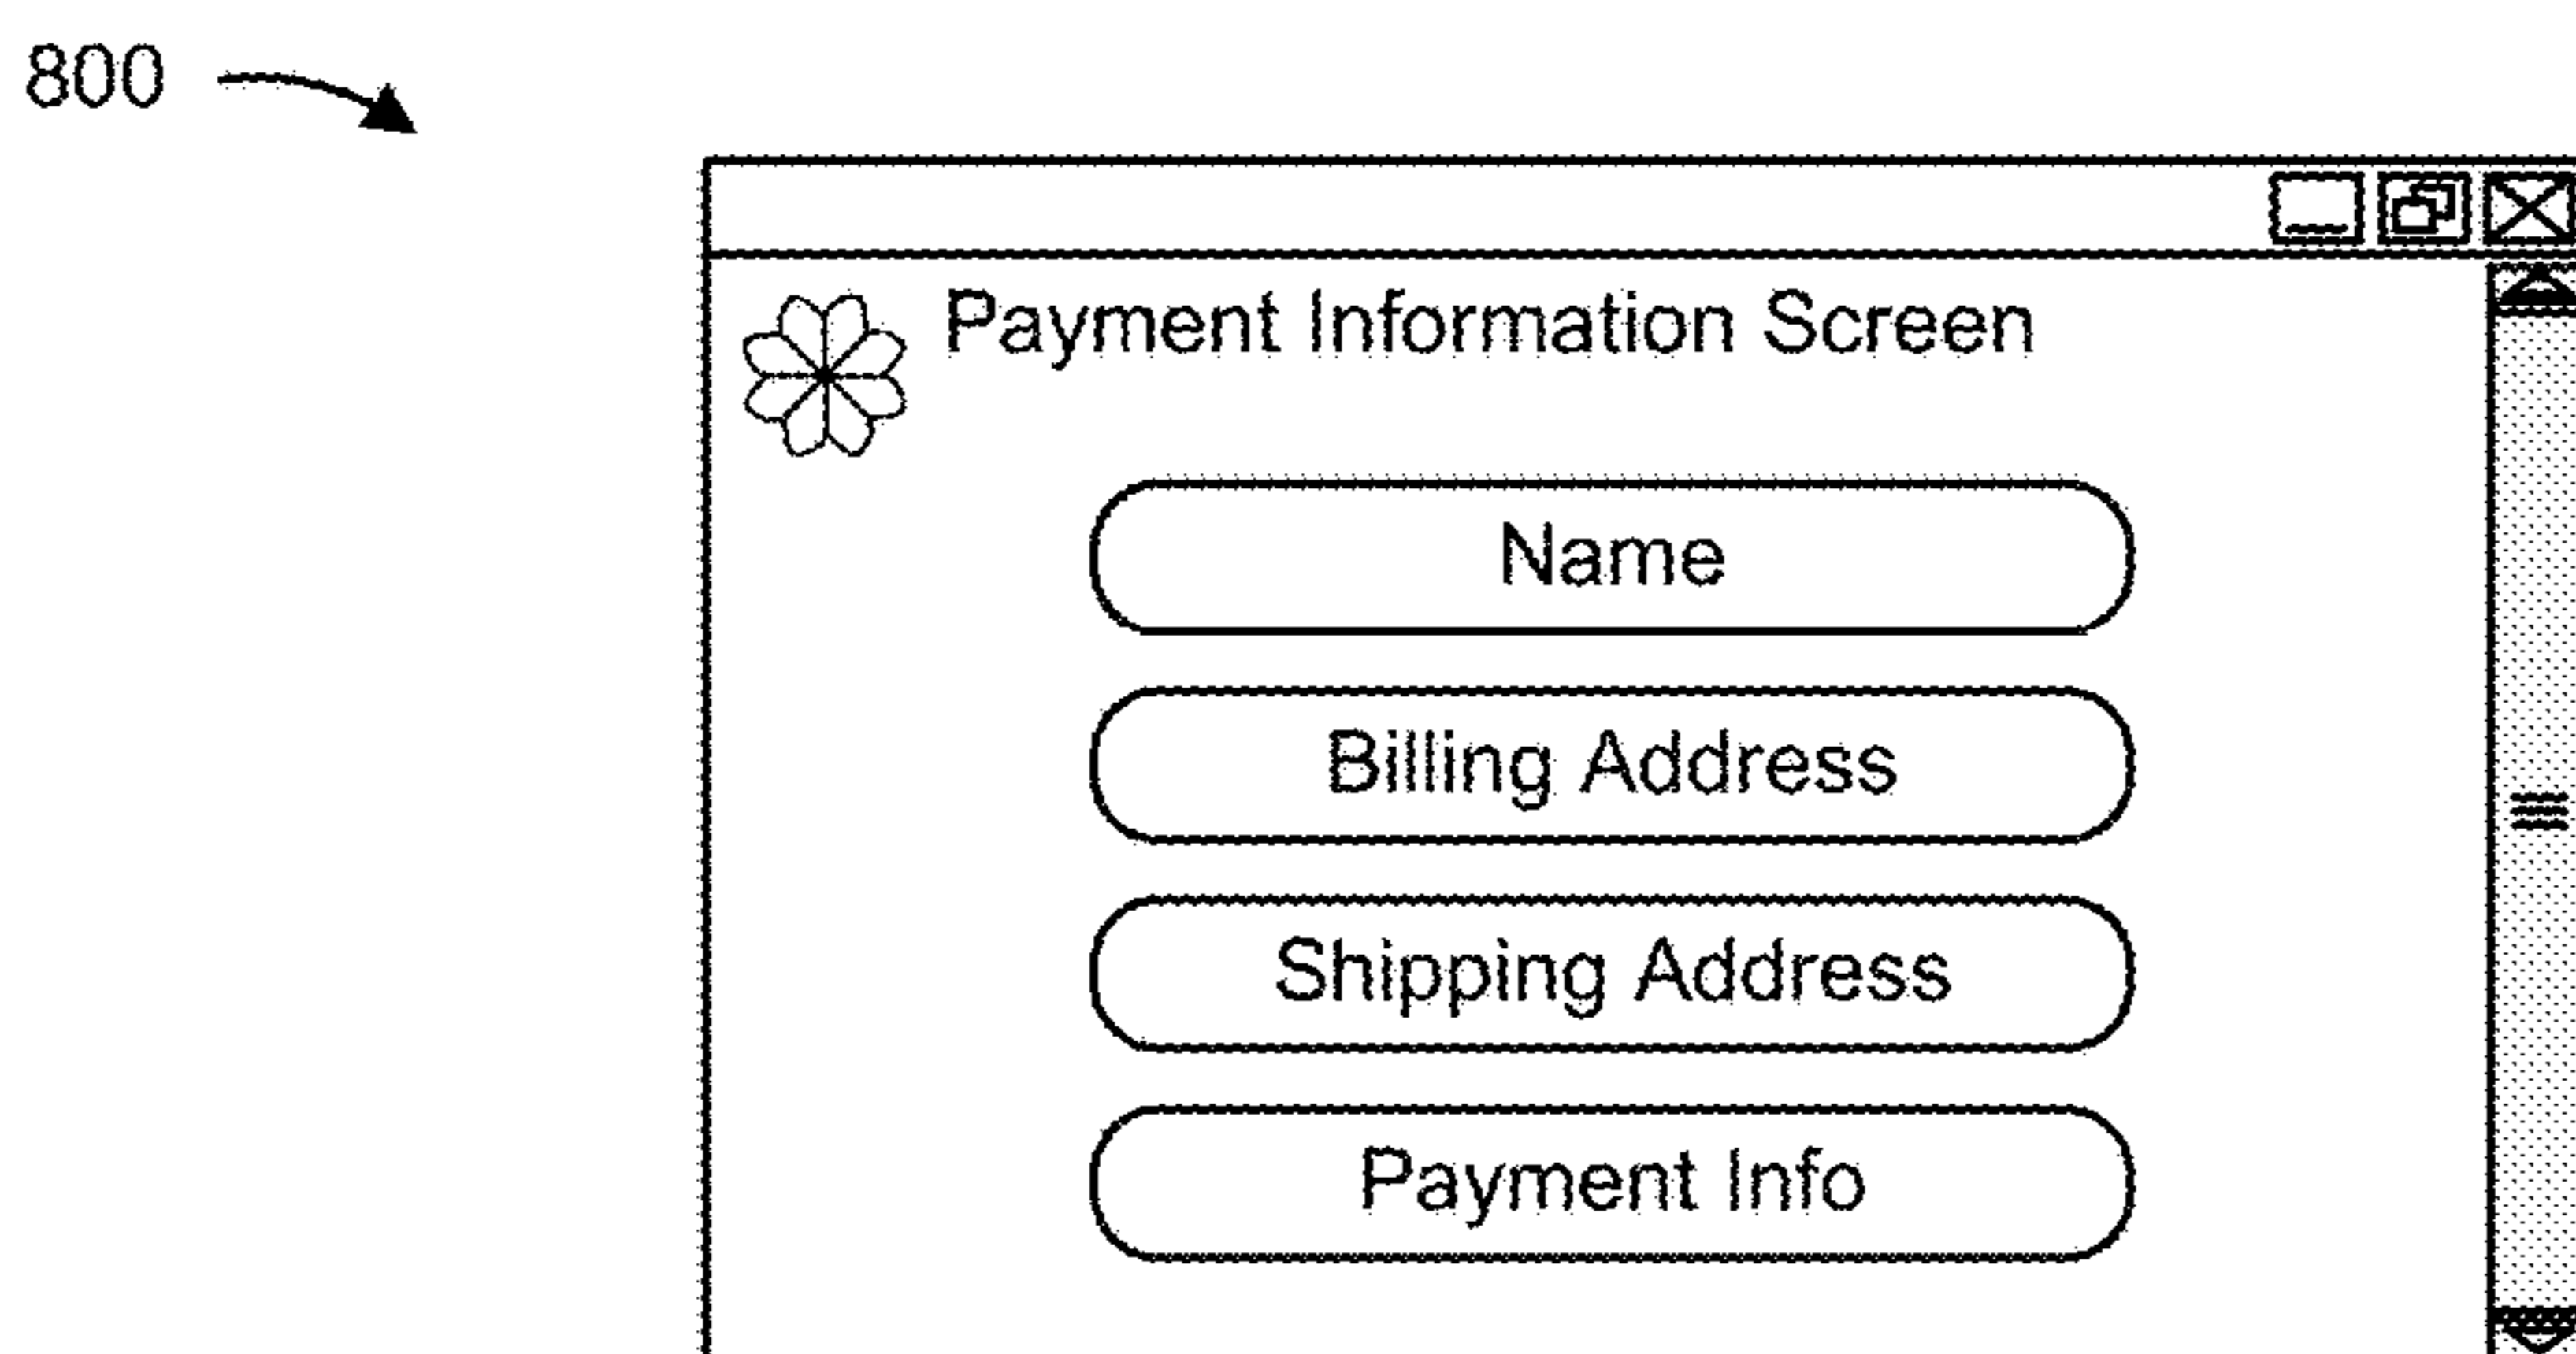 800
Payment Information Screen
Name
Billing Address
Shipping Address
Payment Info